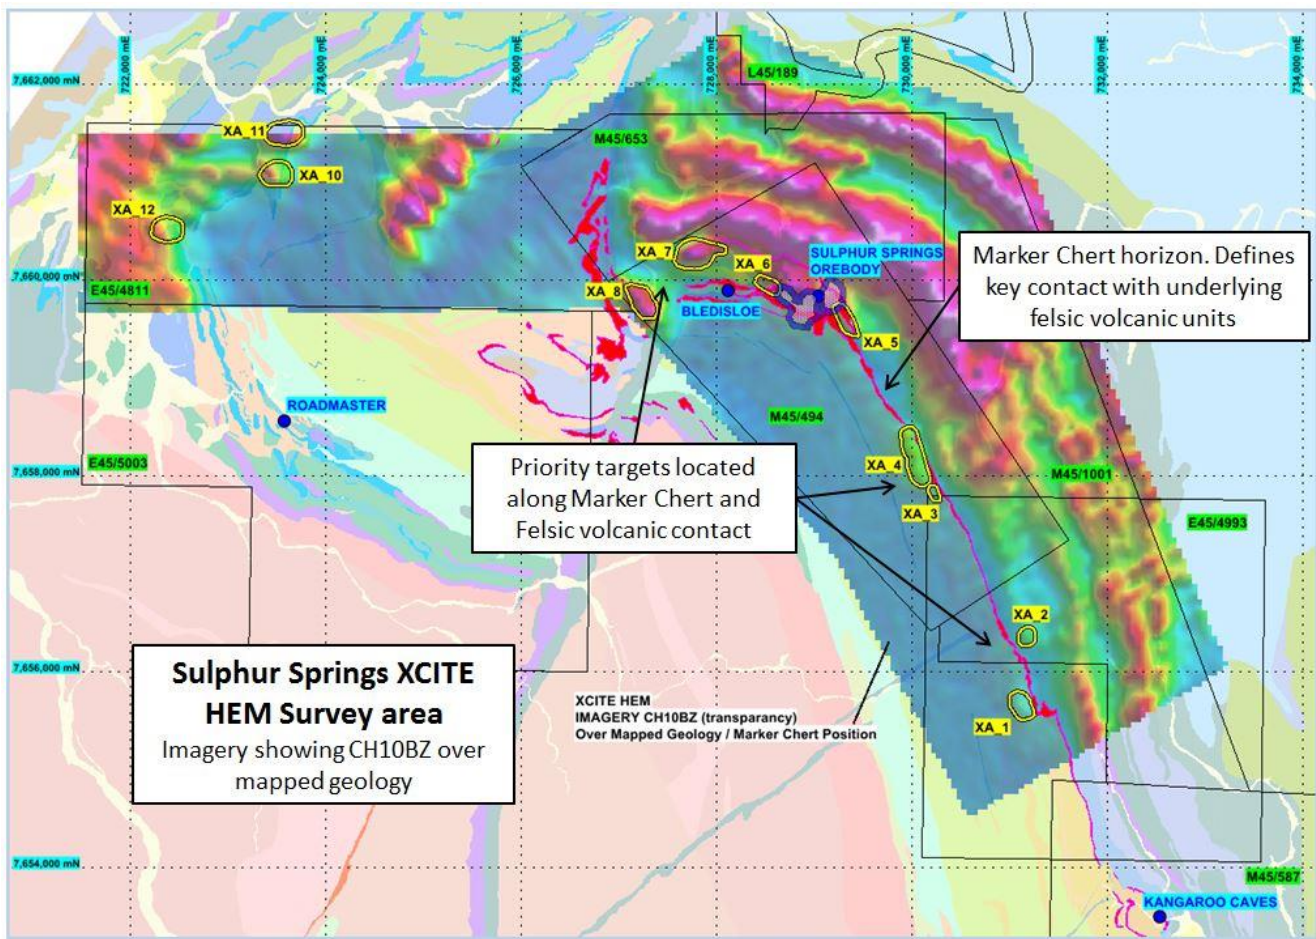 722,000 mE
724,000 mE
726,000 mE
728,000 mE
730,000 mE
732,000 mE
734,000 mE
7,662,000 mN
L45/189
XA_11
M45/653
XA_10
XA_12
XA_7
XA_6
SULPHUR SPRINGS
OREBODY
Marker Chert horizon. Defines
key contact with underlying
felsic volcanic units
7,660,000 mN
E45/4811
XA_8
BLEDISLOE
XA_5
ROADMASTER
M45/494
E45/5003
7,658,000 mN
Priority targets located
along Marker Chert and
Felsic volcanic contact
XA_4
M45/1001
XA_3
E45/4993
XA_2
7,656,000 mN
Sulphur Springs XCITE
HEM Survey area
Imagery showing CH10BZ over
mapped geology
XCITE HEM
IMAGERY CH10BZ (transparancy)
Over Mapped Geology / Marker Chert Position
XA_1
7,654,000 mN
M45/587
KANGAROO CAVES